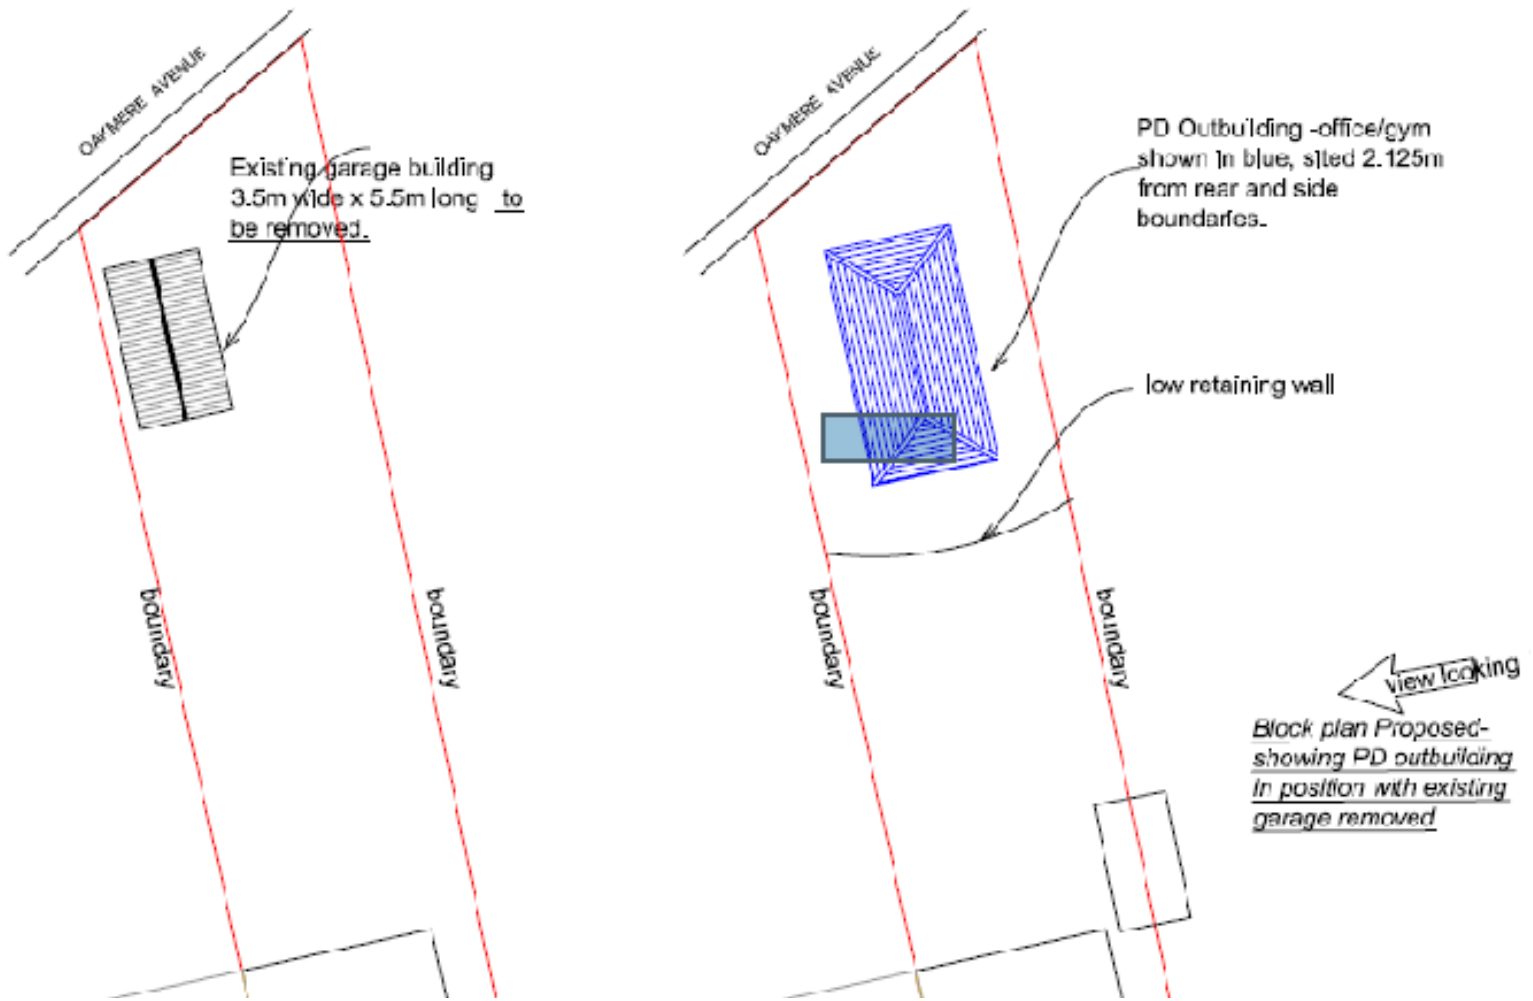 OAKMERE AVENUE
Existing garage building
3.5m wide x 5.5m long to
be removed.
boundary
boundary
OAKMERE AVENUE
PD Outbuilding -office/gym
shown in blue, sited 2.125m
from rear and side
boundaries.
low retaining wall
boundary
boundary
view looking
Block plan Proposed-
showing PD outbuilding
in position with existing
garage removed